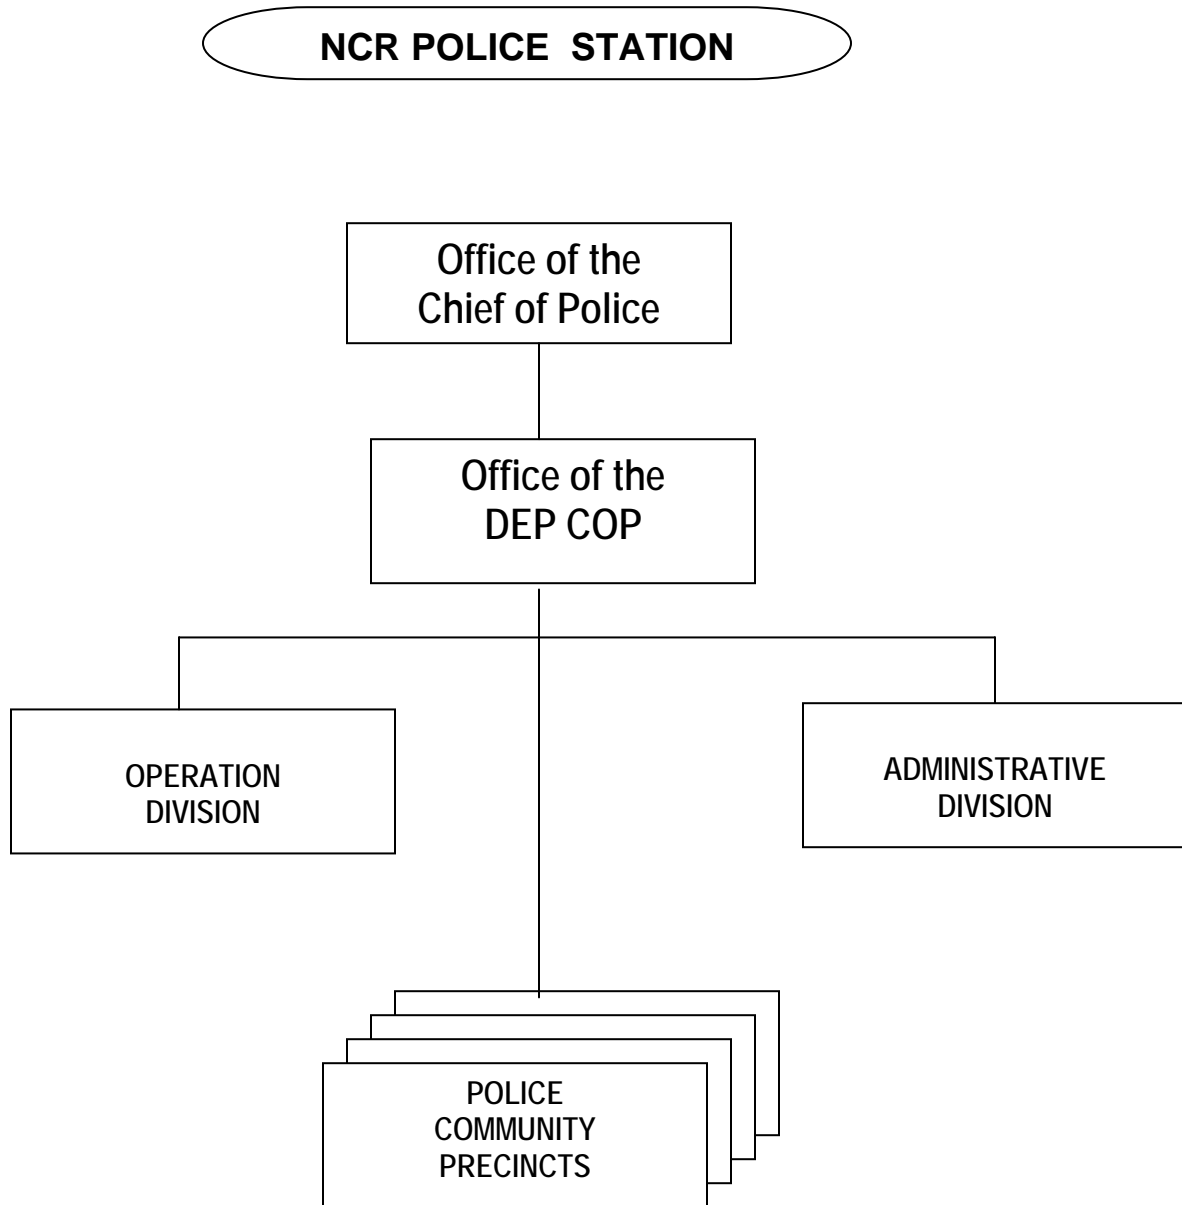 NCR POLICE STATION
Office of the
Chief of Police
Office of the
DEP COP
OPERATION
DIVISION
ADMINISTRATIVE
DIVISION
POLICE
COMMUNITY
PRECINCTS